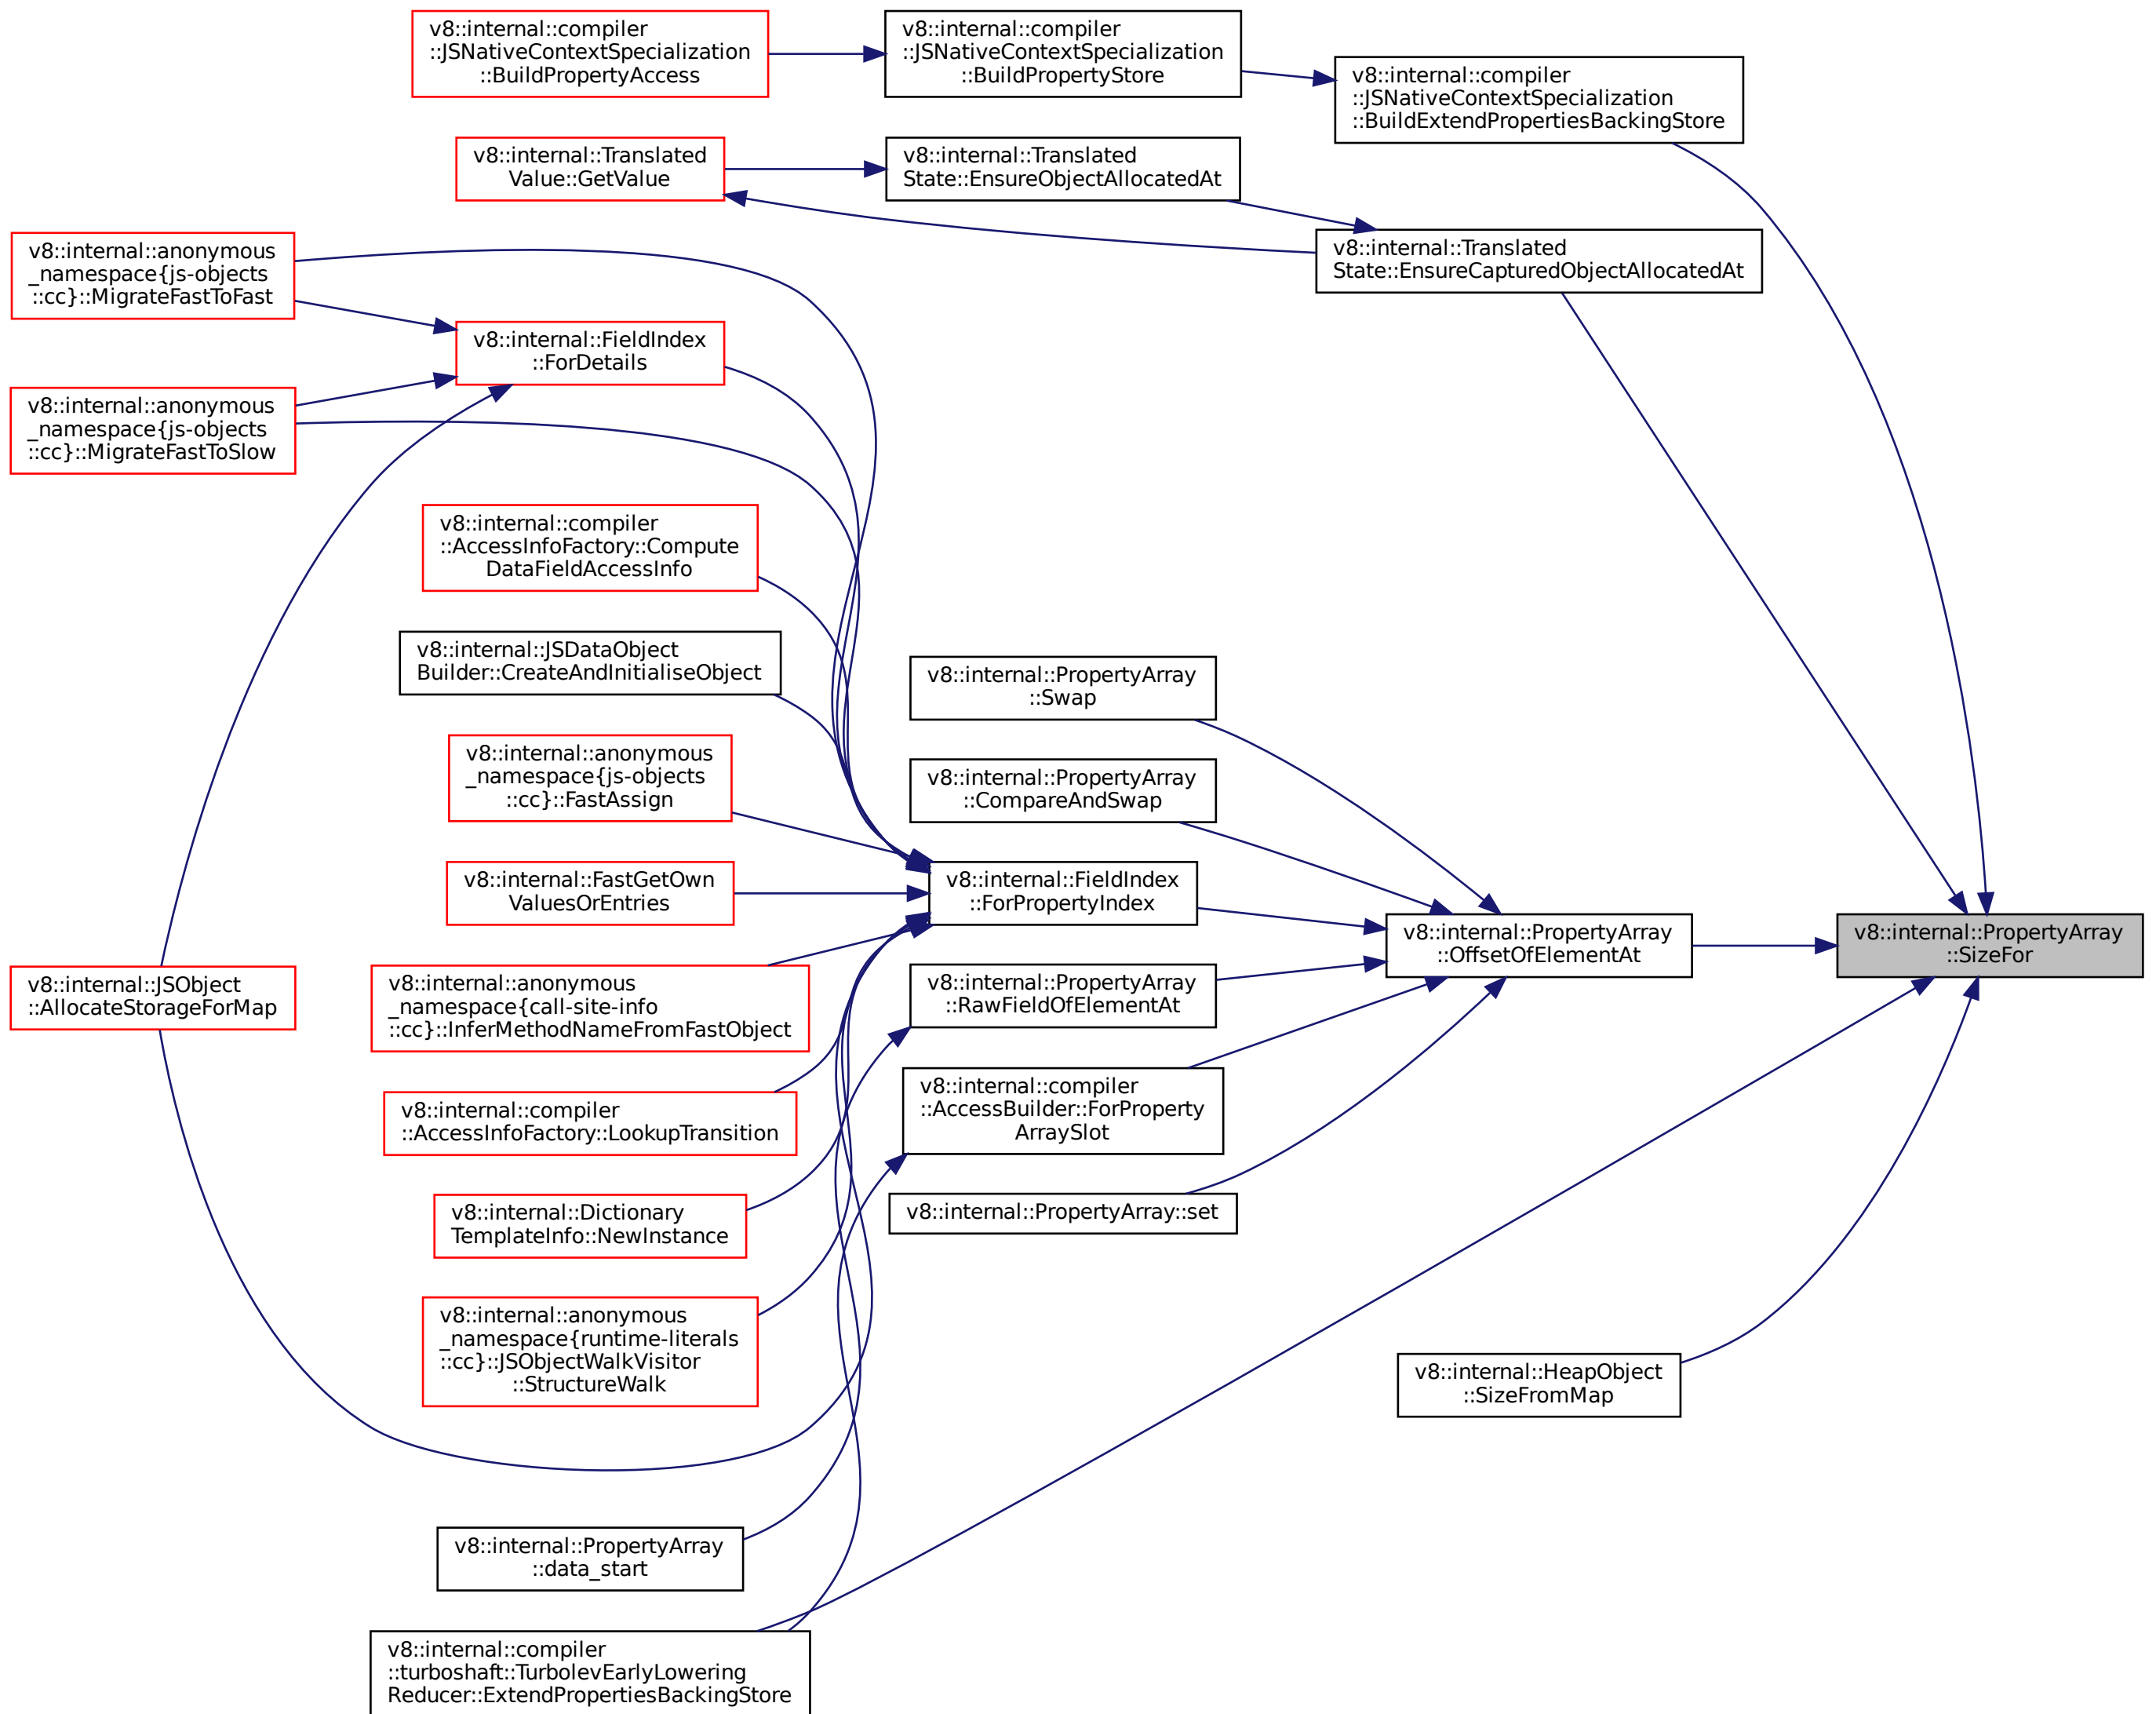 v8::internal::compiler
::JSNativeContextSpecialization
::BuildPropertyAccess
v8::internal::compiler
::JSNativeContextSpecialization
::BuildPropertyStore
v8::internal::compiler
::JSNativeContextSpecialization
::BuildExtendPropertiesBackingStore
v8::internal::Translated
Value::GetValue
v8::internal::Translated
State::EnsureObjectAllocatedAt
v8::internal::Translated
State::EnsureCapturedObjectAllocatedAt
v8::internal::anonymous
_namespace{js-objects
::cc}::MigrateFastToFast
v8::internal::FieldIndex
::ForDetails
v8::internal::anonymous
_namespace{js-objects
::cc}::MigrateFastToSlow
v8::internal::compiler
::AccessInfoFactory::Compute
DataFieldAccessInfo
v8::internal::JSDataObject
Builder::CreateAndInitialiseObject
v8::internal::PropertyArray
::Swap
v8::internal::anonymous
_namespace{js-objects
::cc}::FastAssign
v8::internal::PropertyArray
::CompareAndSwap
v8::internal::FastGetOwn
ValuesOrEntries
v8::internal::FieldIndex
::ForPropertyIndex
v8::internal::PropertyArray
::OffsetOfElementAt
v8::internal::PropertyArray
::SizeFor
v8::internal::JSObject
::AllocateStorageForMap
v8::internal::anonymous
_namespace{call-site-info
::cc}::InferMethodNameFromFastObject
v8::internal::PropertyArray
::RawFieldOfElementAt
v8::internal::compiler
::AccessInfoFactory::LookupTransition
v8::internal::compiler
::AccessBuilder::ForProperty
ArraySlot
v8::internal::Dictionary
TemplateInfo::NewInstance
v8::internal::PropertyArray::set
v8::internal::anonymous
_namespace{runtime-literals
::cc}::JSObjectWalkVisitor
::StructureWalk
v8::internal::HeapObject
::SizeFromMap
v8::internal::PropertyArray
::data_start
v8::internal::compiler
::turboshaft::TurbolevEarlyLowering
Reducer::ExtendPropertiesBackingStore